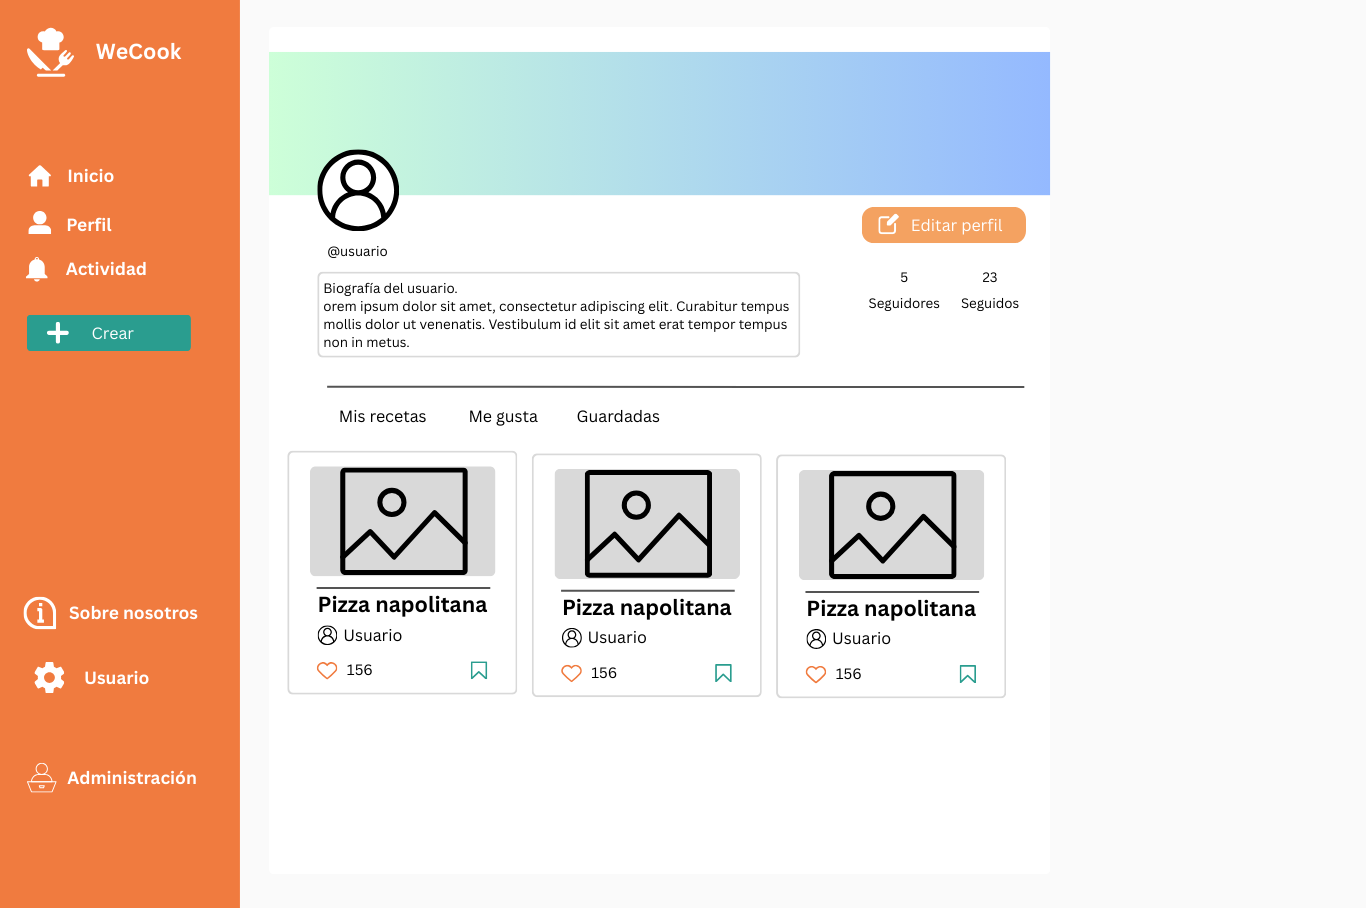 WeCook
Inicio
Perfil
Actividad
Crear
Sobre nosotros
Usuario
Administración
@usuario
Editar perfil
5
Seguidores
23
Seguidos
Biografía del usuario.
orem ipsum dolor sit amet, consectetur adipiscing elit. Curabitur tempus
mollis dolor ut venenatis. Vestibulum id elit sit amet erat tempor tempus
non in metus.
Mis recetas
Me gusta
Guardadas
Pizza napolitana
Usuario
156
Pizza napolitana
Usuario
156
Pizza napolitana
Usuario
156